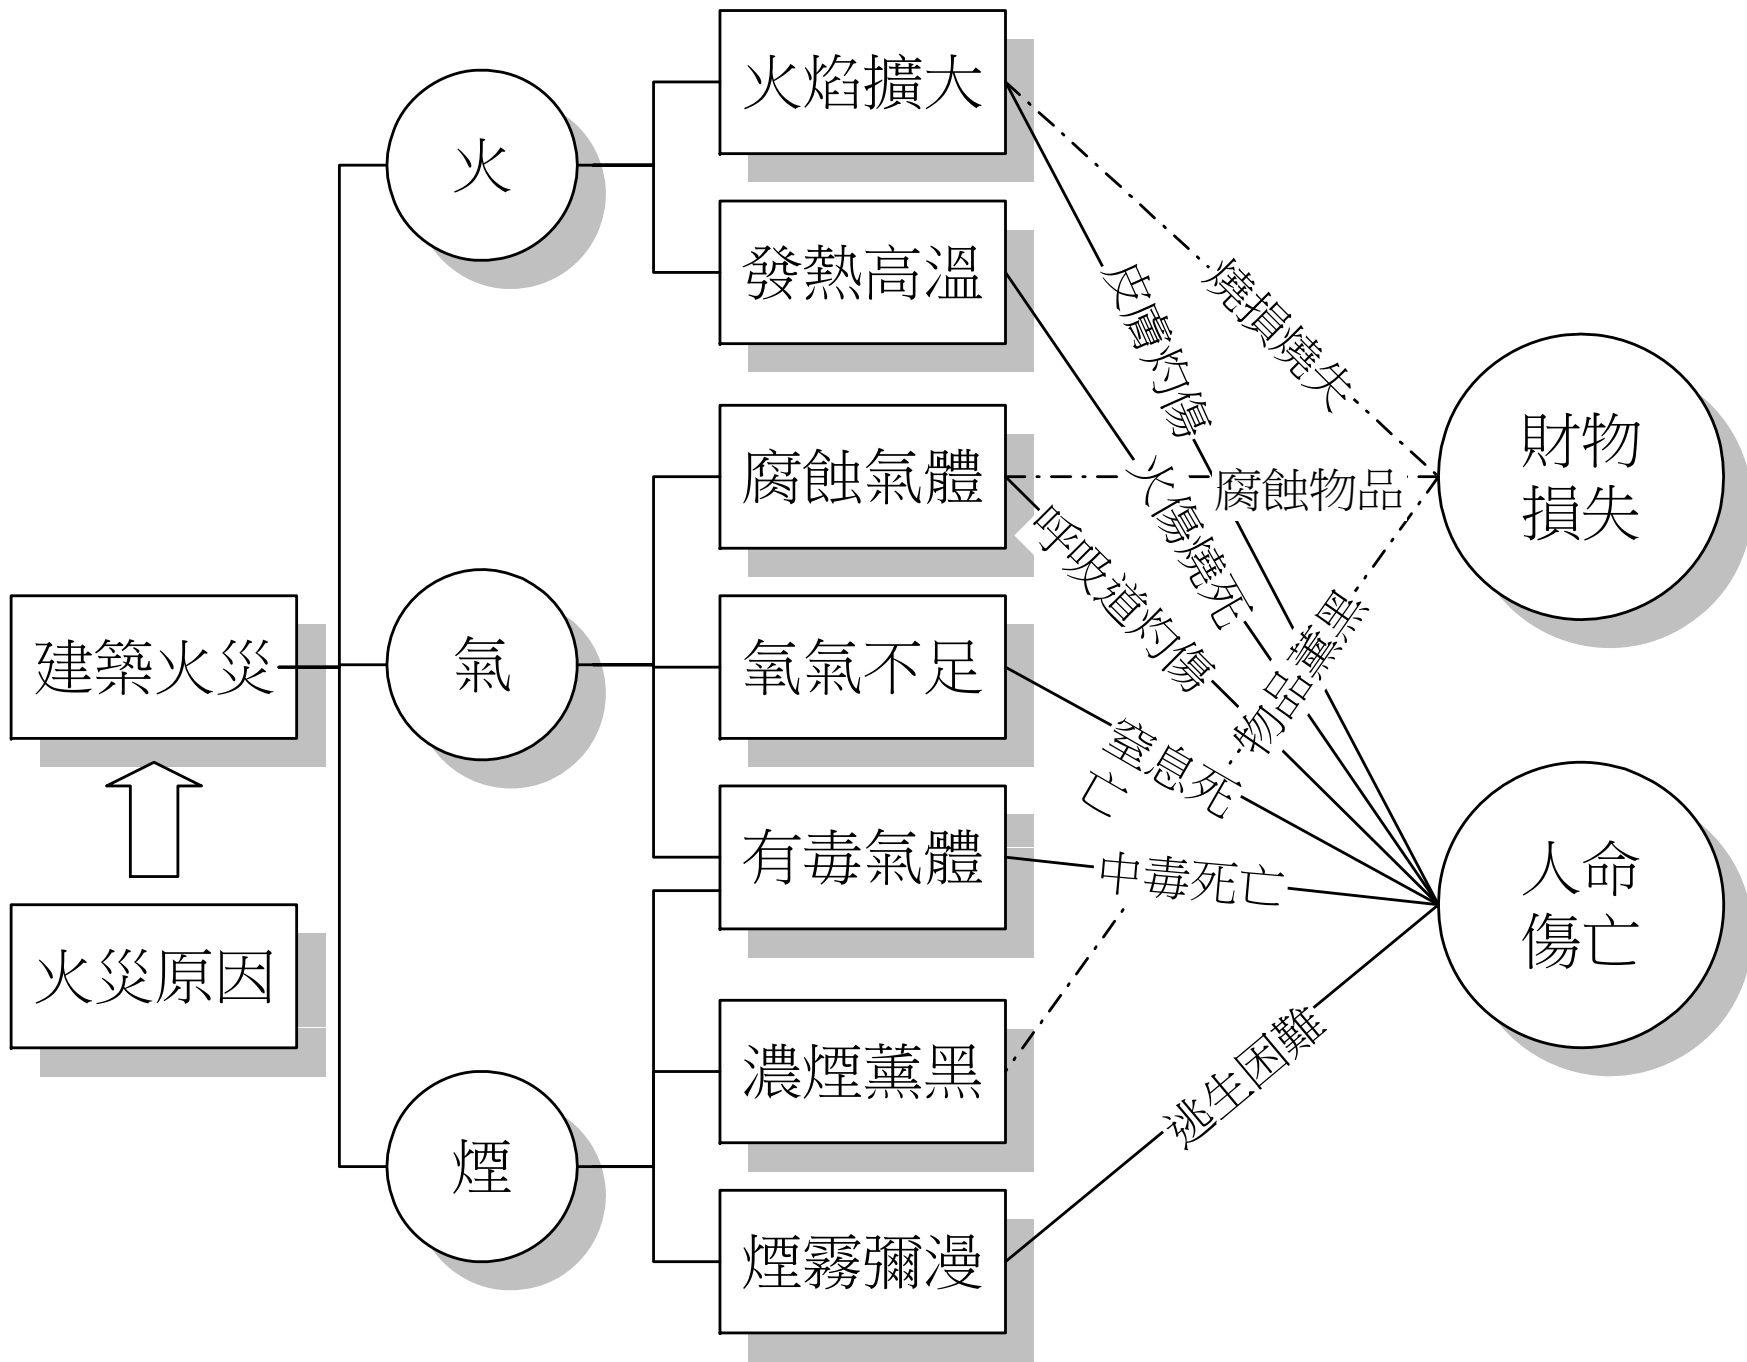 火焰擴大
火
發熱高溫
皮膚灼傷
燒損燒失
財物
損失
腐蝕氣體
火傷燒死
腐蝕物品
呼吸道灼傷
建築火災
氣
氧氣不足
物品薰黑
窒息死
亡
有毒氣體
中毒死亡
人命
傷亡
火災原因
濃煙薰黑
逃生困難
煙
煙霧彌漫